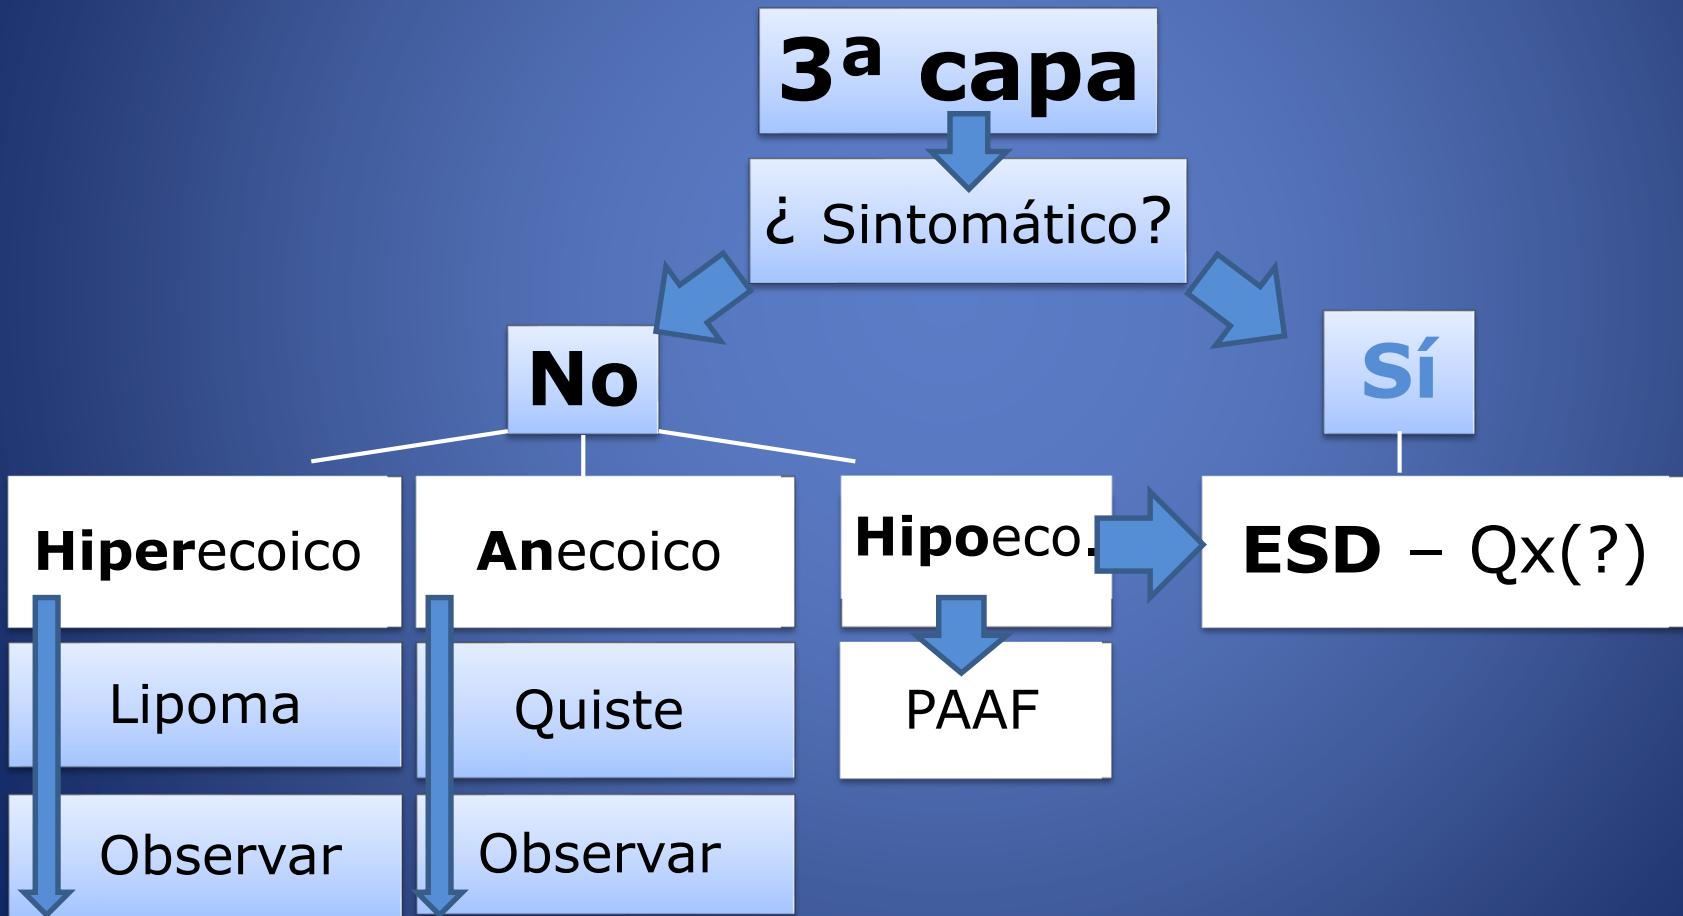 3ª capa
¿ Sintomático?
No
Sí
Hiperecoico
Anecoico
Hipoeco.
ESD – Qx(?)
Lipoma
Quiste
PAAF
Observar
Observar